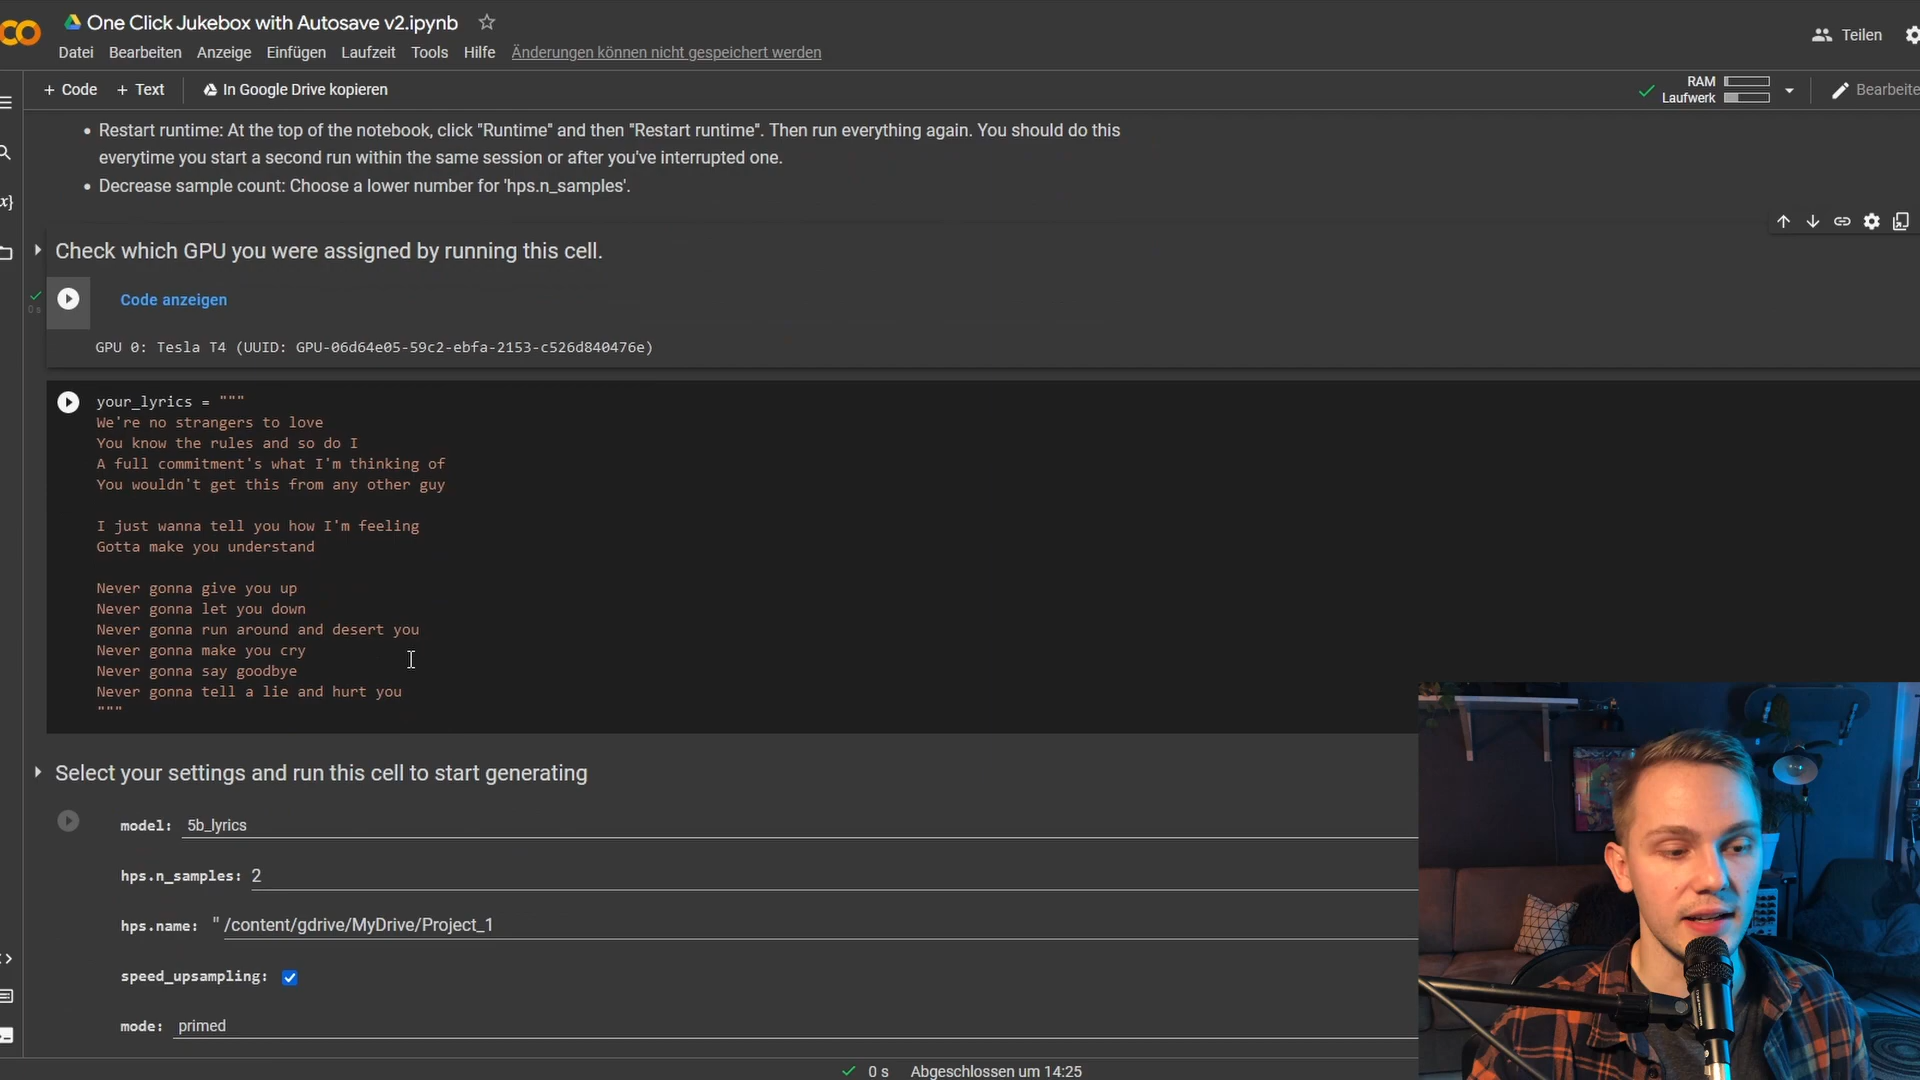 One Click Jukebox with Autosave v2.ipynb
Teilen
Datei Bearbeiten Anzeige Einfügen Laufzeit Tools Hilfe Änderungen können nicht gespeichert werden
+ Code + Text In Google Drive kopieren
RAM
Laufwerk
Bearbeite
• Restart runtime: At the top of the notebook, click "Runtime" and then "Restart runtime". Then run everything again. You should do this
everytime you start a second run within the same session or after you've interrupted one.
• Decrease sample count: Choose a lower number for 'hps.n_samples'.
Check which GPU you were assigned by running this cell.
0 s
Code anzeigen
GPU 0: Tesla T4 (UUID: GPU-06d64e05-59c2-ebfa-2153-c526d840476e)
your_lyrics = """
We're no strangers to love
You know the rules and so do I
A full commitment's what I'm thinking of
You wouldn't get this from any other guy
I just wanna tell you how I'm feeling
Gotta make you understand
Never gonna give you up
Never gonna let you down
Never gonna run around and desert you
Never gonna make you cry
Never gonna say goodbye
Never gonna tell a lie and hurt you
"""
Select your settings and run this cell to start generating
model: 5b_lyrics
hps.n_samples: 2
hps.name: " /content/gdrive/MyDrive/Project_1
speed_upsampling:
mode: primed
0 s Abgeschlossen um 14:25